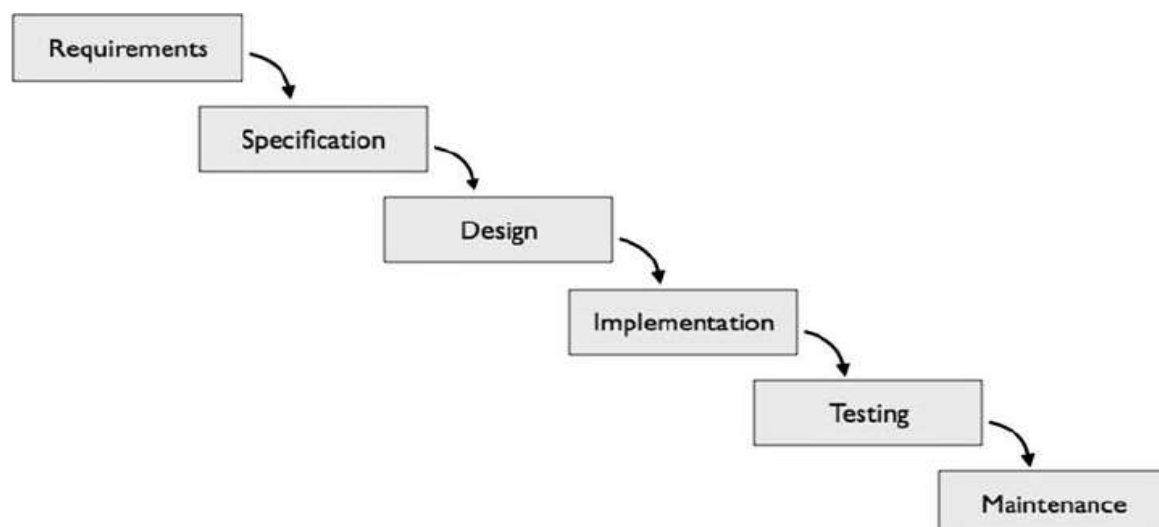 Requirements
Specification
Design
Implementation
Testing
Maintenance